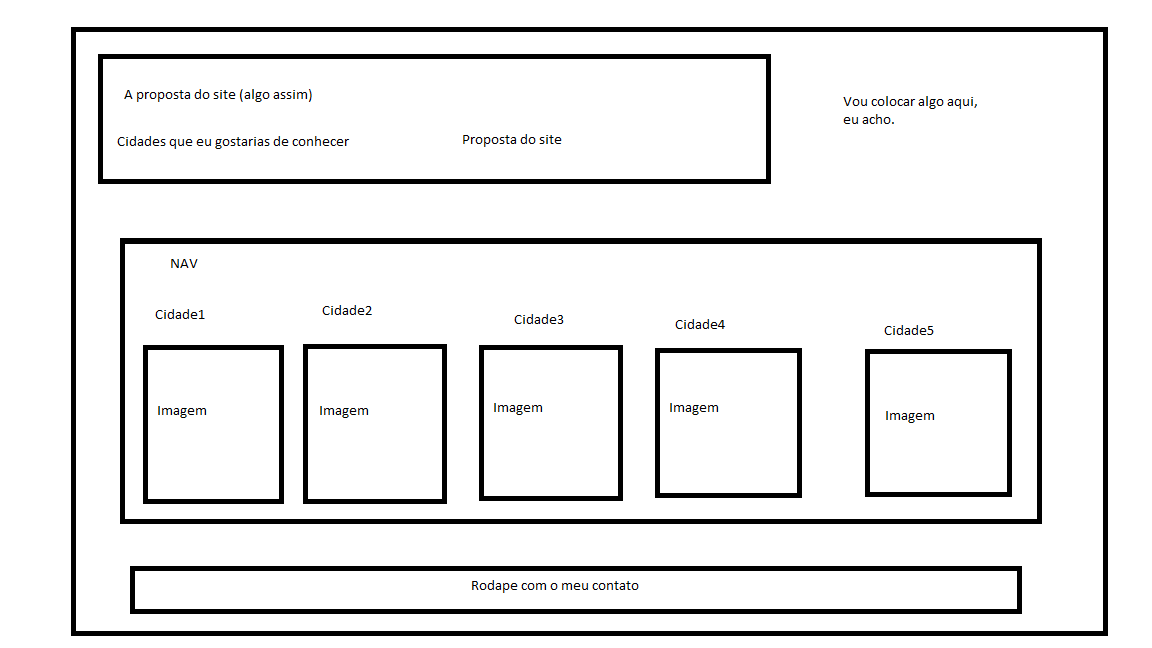 A proposta do site (algo assim)
Cidades que eu gostarias de conhecer
Proposta do site
Vou colocar algo aqui,
eu acho.
NAV
Cidade1
Cidade2
Cidade3
Cidade4
Cidade5
Imagem
Imagem
Imagem
Imagem
Imagem
Rodape com o meu contato